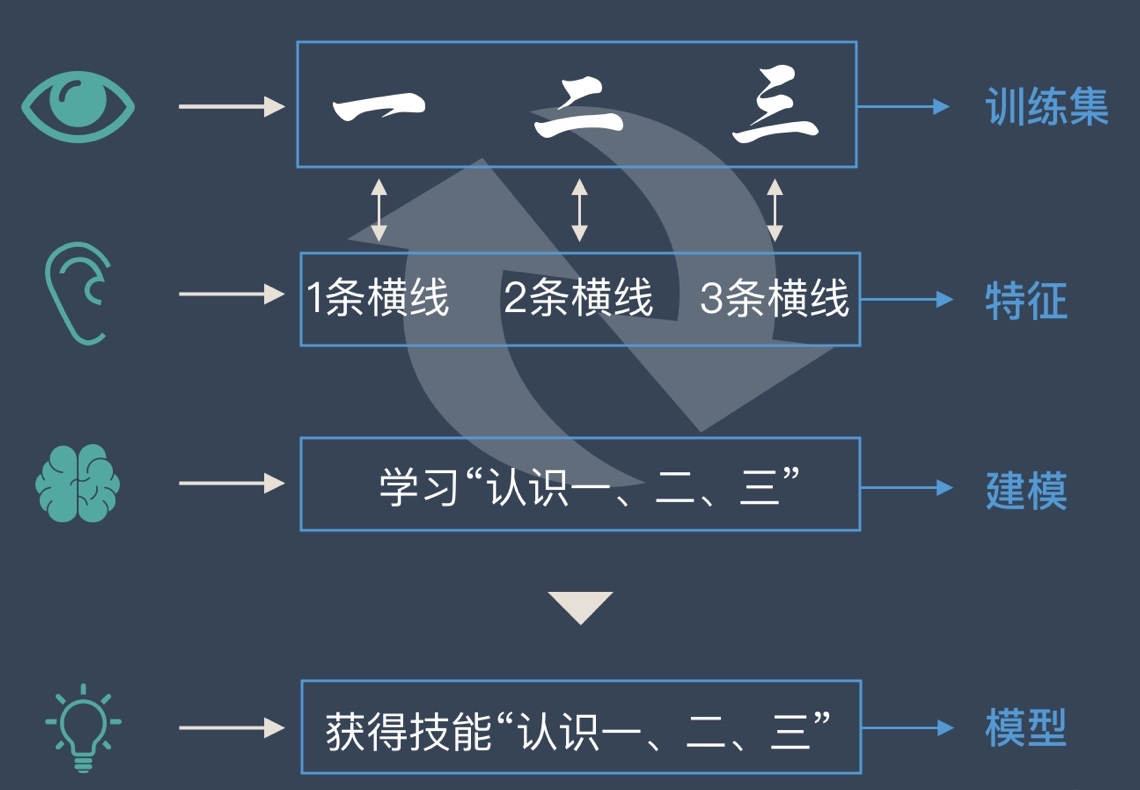 一 二 三 训练集
1条横线 2条横线 3条横线 特征
学习“认识一、二、三” 建模
获得技能“认识一、二、三” 模型